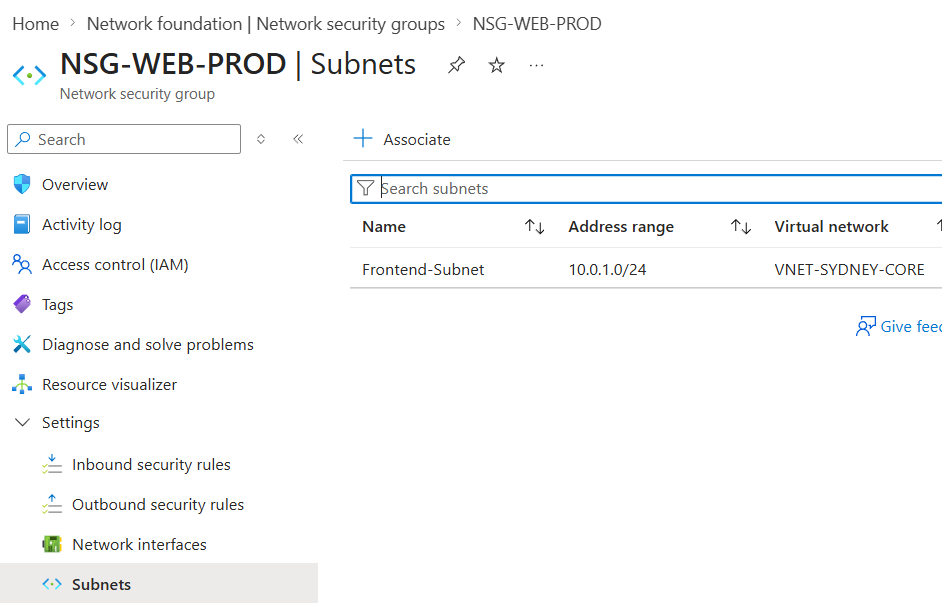 Home > Network foundation | Network security groups > NSG-WEB-PROD
NSG-WEB-PROD | Subnets
Network security group
Search
Associate
Overview
Search subnets
Activity log
Name Address range Virtual network
Access control (IAM)
Frontend-Subnet 10.0.1.0/24 VNET-SYDNEY-CORE
Tags
Give
Diagnose and solve problems
Resource visualizer
Settings
Inbound security rules
Outbound security rules
Network interfaces
Subnets